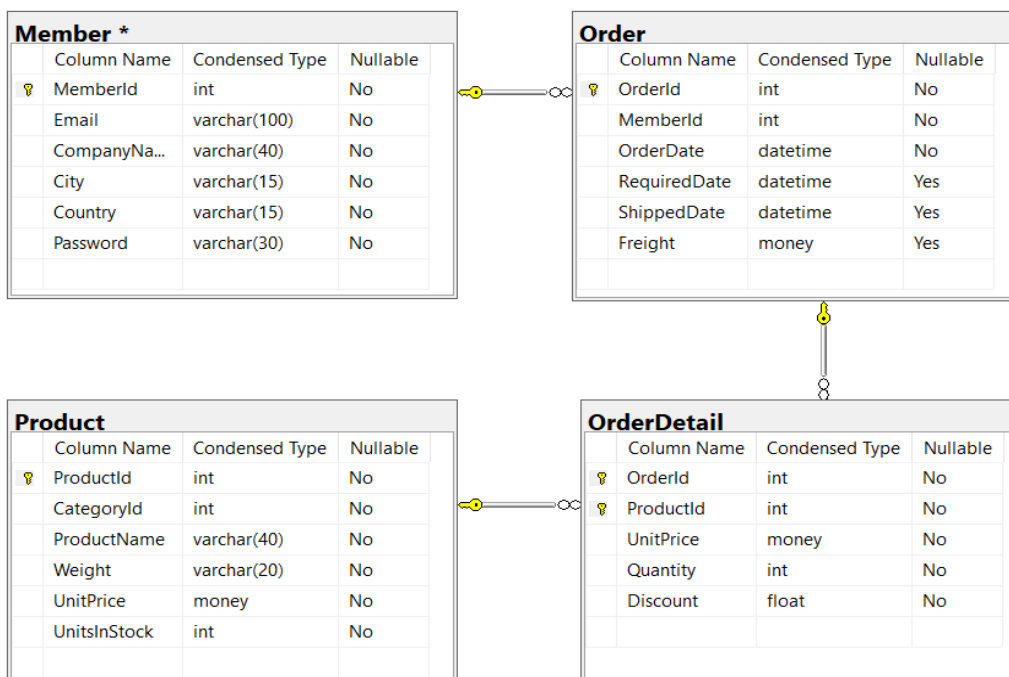 Member *
Column Name Condensed Type Nullable
MemberId int No
Email varchar(100) No
CompanyNa... varchar(40) No
City varchar(15) No
Country varchar(15) No
Password varchar(30) No
Order
Column Name Condensed Type Nullable
OrderId int No
MemberId int No
OrderDate datetime No
RequiredDate datetime Yes
ShippedDate datetime Yes
Freight money Yes
Product
Column Name Condensed Type Nullable
ProductId int No
CategoryId int No
ProductName varchar(40) No
Weight varchar(20) No
UnitPrice money No
UnitsInStock int No
OrderDetail
Column Name Condensed Type Nullable
OrderId int No
ProductId int No
UnitPrice money No
Quantity int No
Discount float No